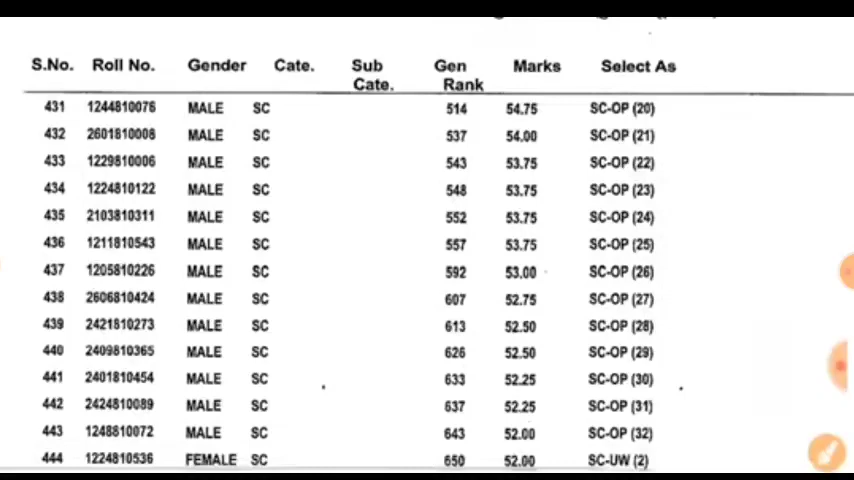 S.No. Roll No. Gender Cate. Sub Cate. Gen Rank Marks Select As
431 1244810076 MALE SC 514 54.75 SC-OP (20)
432 2601810008 MALE SC 537 54.00 SC-OP (21)
433 1229810006 MALE SC 543 53.75 SC-OP (22)
434 1224810122 MALE SC 548 53.75 SC-OP (23)
435 2103810311 MALE SC 552 53.75 SC-OP (24)
436 1211810543 MALE SC 557 53.75 SC-OP (25)
437 1205810226 MALE SC 592 53.00 SC-OP (26)
438 2606810424 MALE SC 607 52.75 SC-OP (27)
439 2421810273 MALE SC 613 52.50 SC-OP (28)
440 2409810365 MALE SC 626 52.50 SC-OP (29)
441 2401810454 MALE SC 633 52.25 SC-OP (30)
442 2424810089 MALE SC 637 52.25 SC-OP (31)
443 1248810072 MALE SC 643 52.00 SC-OP (32)
444 1224810536 FEMALE SC 650 52.00 SC-UW (2)